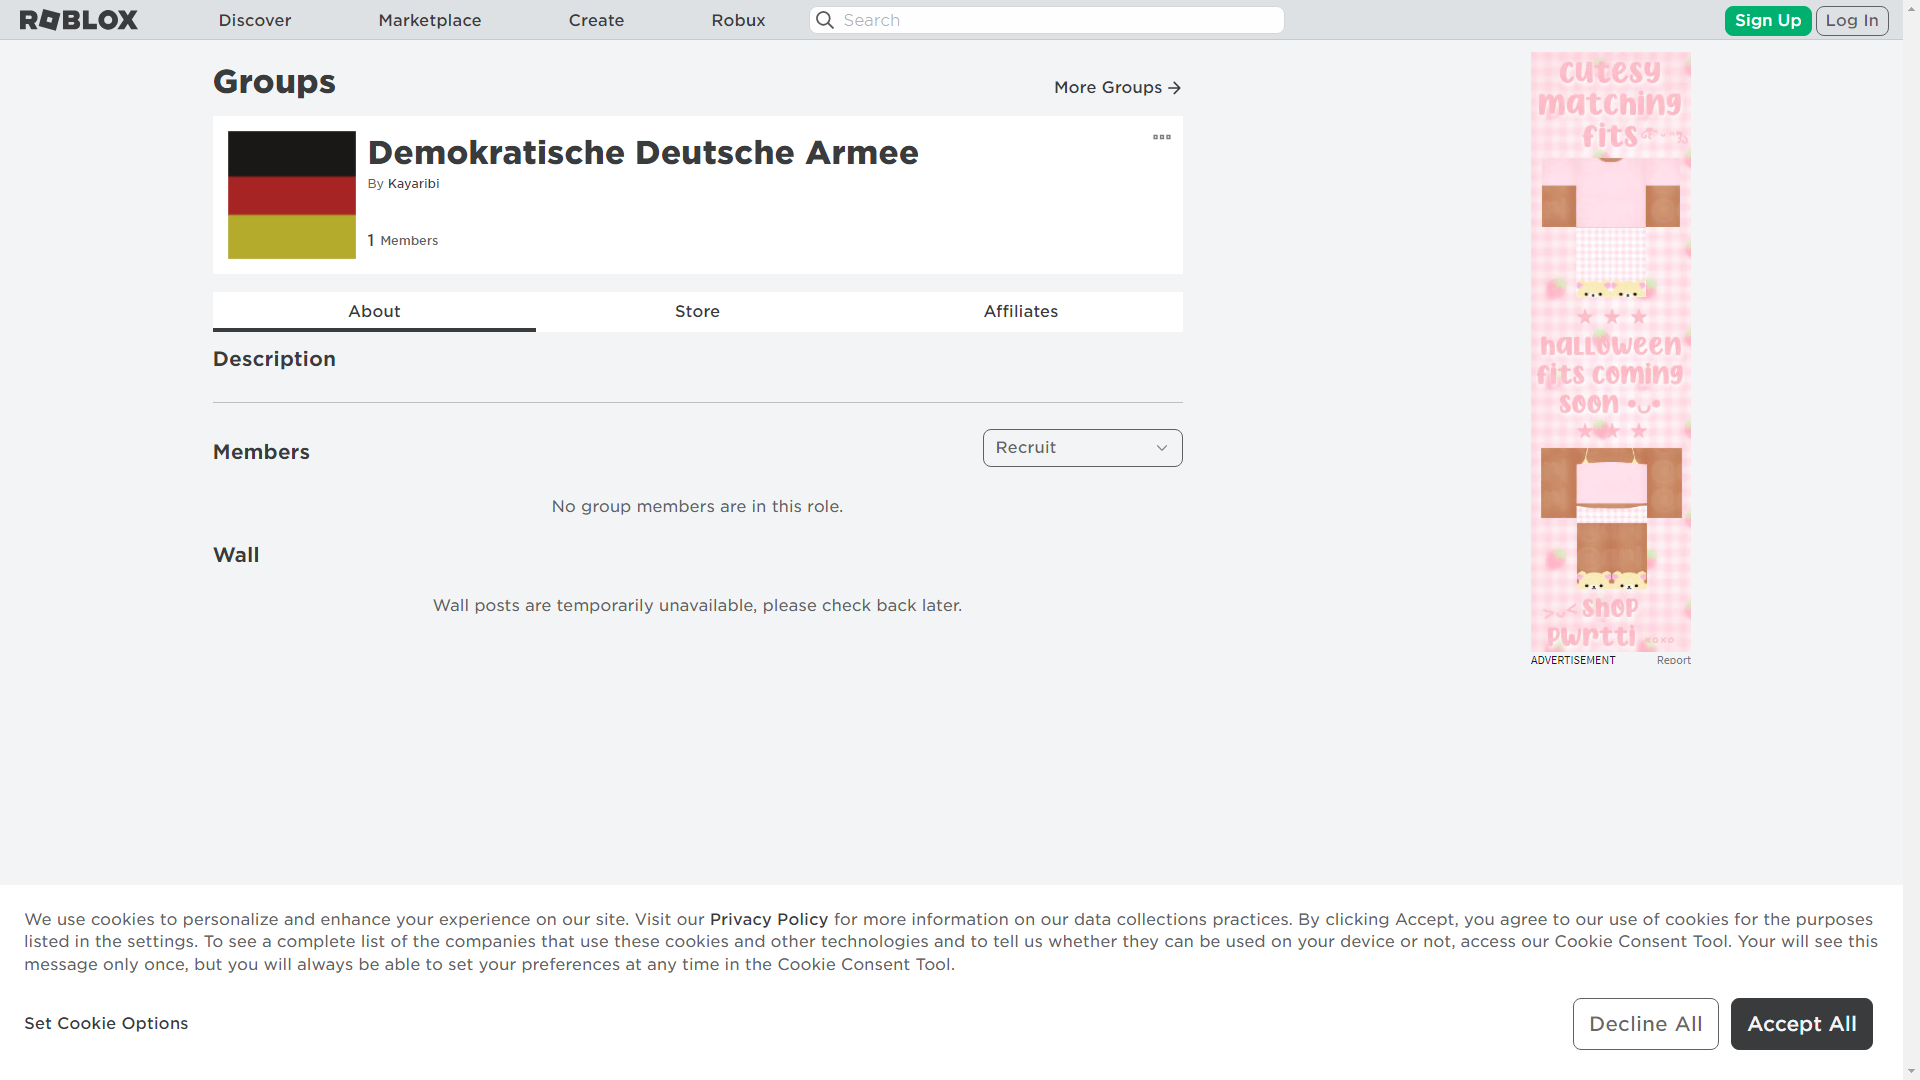 ROBLOX
Discover
Marketplace
Create
Robux
Search
Sign Up
Log In
Groups
More Groups
Demokratische Deutsche Armee
By Kayaribi
1 Members
About
Store
Affiliates
Description
Members
Recruit
No group members are in this role.
Wall
Wall posts are temporarily unavailable, please check back later.
cutesy
matching
fits
halloween
fits coming
soon
shop
pwrtti xoxo
ADVERTISEMENT
Report
We use cookies to personalize and enhance your experience on our site. Visit our Privacy Policy for more information on our data collections practices. By clicking Accept, you agree to our use of cookies for the purposes
listed in the settings. To see a complete list of the companies that use these cookies and other technologies and to tell us whether they can be used on your device or not, access our Cookie Consent Tool. Your will see this
message only once, but you will always be able to set your preferences at any time in the Cookie Consent Tool.
Set Cookie Options
Decline All
Accept All